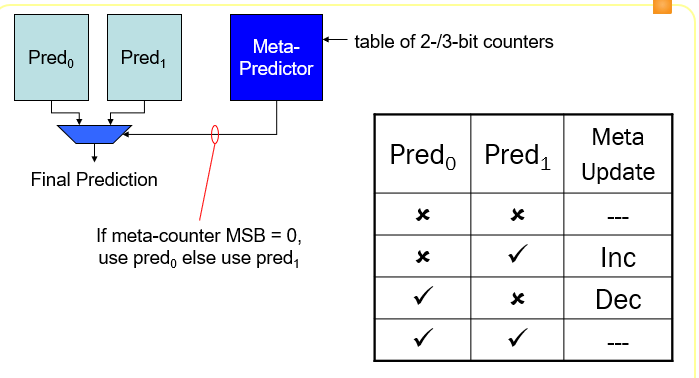 Pred₀ Pred₁ Meta-
Predictor
table of 2-/3-bit counters
Final Prediction
If meta-counter MSB = 0,
use pred₀ else use pred₁
Pred₀ Pred₁ Meta
Update
✗ ✗ ---
✗ ✓ Inc
✓ ✗ Dec
✓ ✓ ---